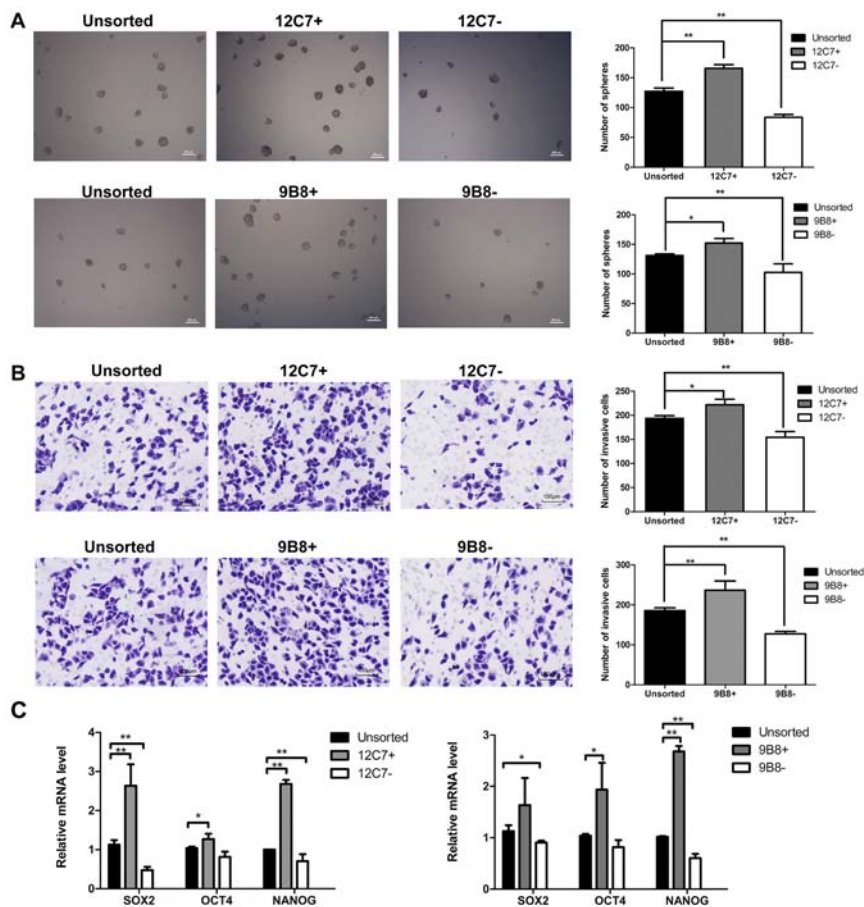 A
Unsorted 12C7+ 12C7-
Number of spheres
200
150
100
50
0
** 
**
Unsorted
12C7+
12C7-
Unsorted 12C7+ 12C7-
Unsorted 9B8+ 9B8-
Number of spheres
200
150
100
50
0
**
*
Unsorted
9B8+
9B8-
Unsorted 9B8+ 9B8-
B
Unsorted 12C7+ 12C7-
100μm
Number of invasive cells
250
200
150
100
50
0
**
*
Unsorted
12C7+
12C7-
Unsorted 12C7+ 12C7-
Unsorted 9B8+ 9B8-
Number of invasive cells
300
200
100
0
**
**
Unsorted
9B8+
9B8-
Unsorted 9B8+ 9B8-
C
Relative mRNA level
4
3
2
1
0
**
**
*
**
**
Unsorted
12C7+
12C7-
SOX2 OCT4 NANOG
Relative mRNA level
4
3
2
1
0
*
*
**
**
Unsorted
9B8+
9B8-
SOX2 OCT4 NANOG